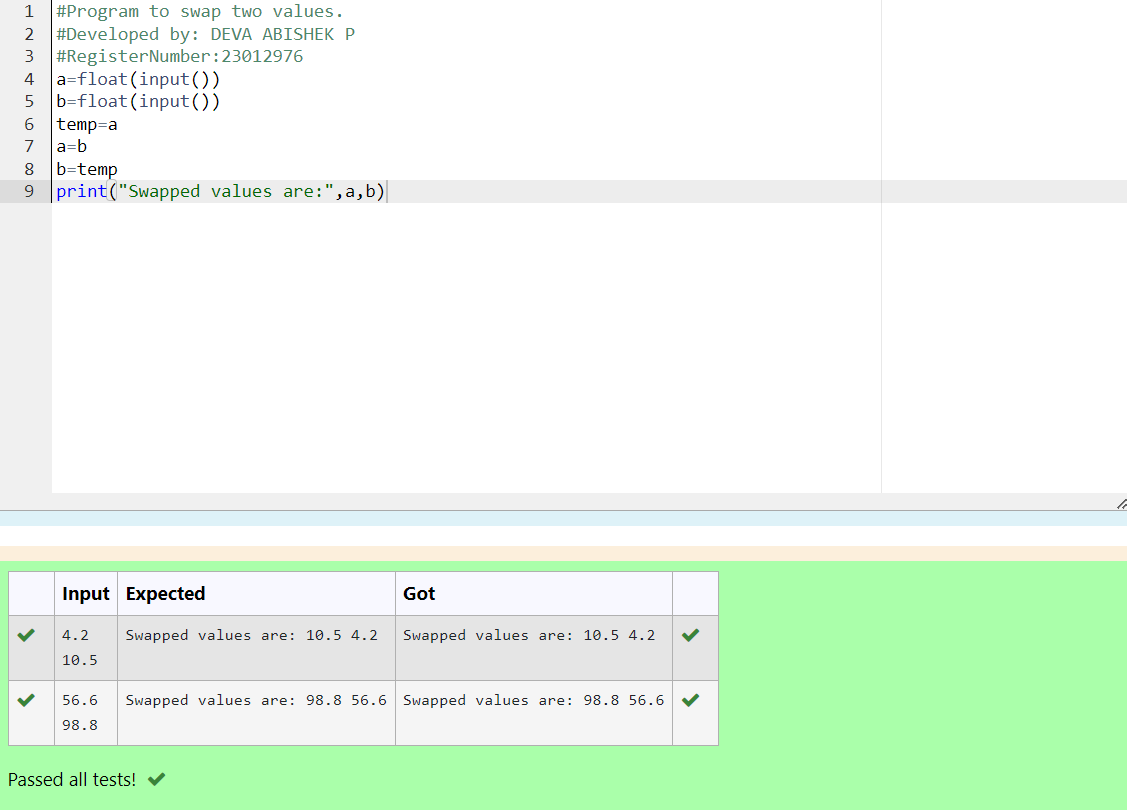 1 #Program to swap two values.
2 #Developed by: DEVA ABISHEK P
3 #RegisterNumber:23012976
4 a=float(input())
5 b=float(input())
6 temp=a
7 a=b
8 b=temp
9 print("Swapped values are:",a,b)
Input Expected Got
4.2 Swapped values are: 10.5 4.2 Swapped values are: 10.5 4.2
10.5
56.6 Swapped values are: 98.8 56.6 Swapped values are: 98.8 56.6
98.8
Passed all tests!